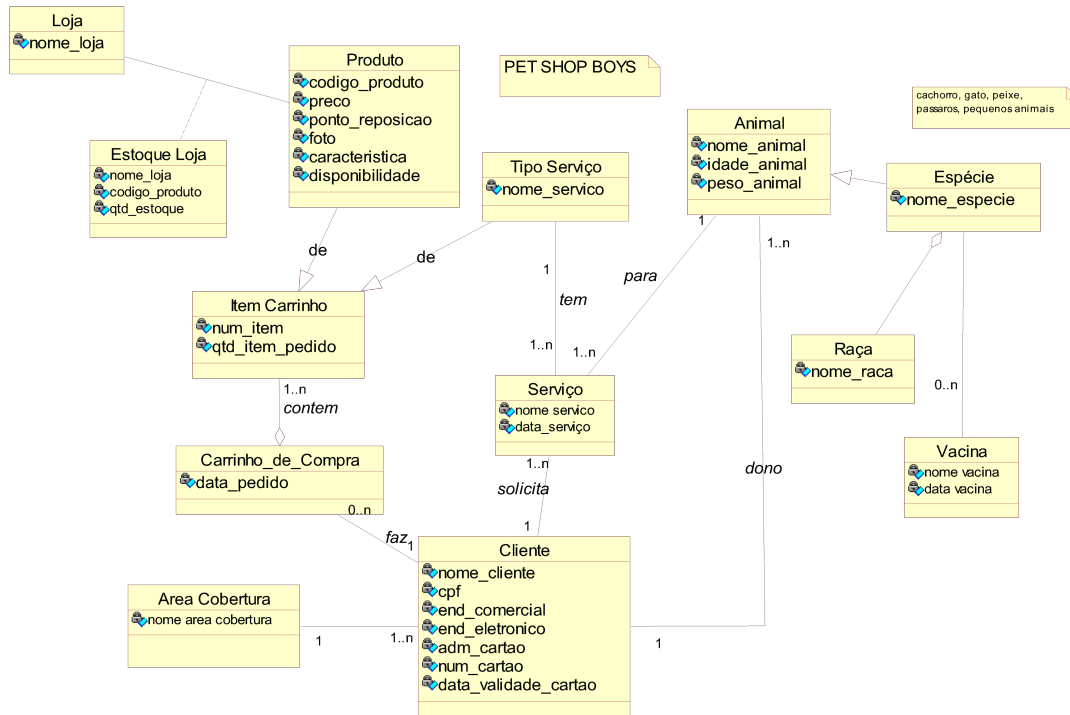 Loja
nome_loja
Produto
codigo_produto
preco
ponto_reposicao
foto
caracteristica
disponibilidade
PET SHOP BOYS
cachorro, gato, peixe,
passaros, pequenos animais
Animal
nome_animal
idade_animal
peso_animal
Estoque Loja
nome_loja
codigo_produto
qtd_estoque
Tipo Serviço
nome_servico
Espécie
nome_especie
1
1..n
de
de
1
tem
1..n
para
1..n
Item Carrinho
num_item
qtd_item_pedido
Raça
nome_raca
0..n
1..n
contem
Serviço
nome servico
data_serviço
Vacina
nome vacina
data vacina
Carrinho_de_Compra
data_pedido
0..n
1..n
solicita
1
dono
faz
1
Cliente
nome_cliente
cpf
end_comercial
end_eletronico
adm_cartao
num_cartao
data_validade_cartao
Area Cobertura
nome area cobertura
1
1..n
1